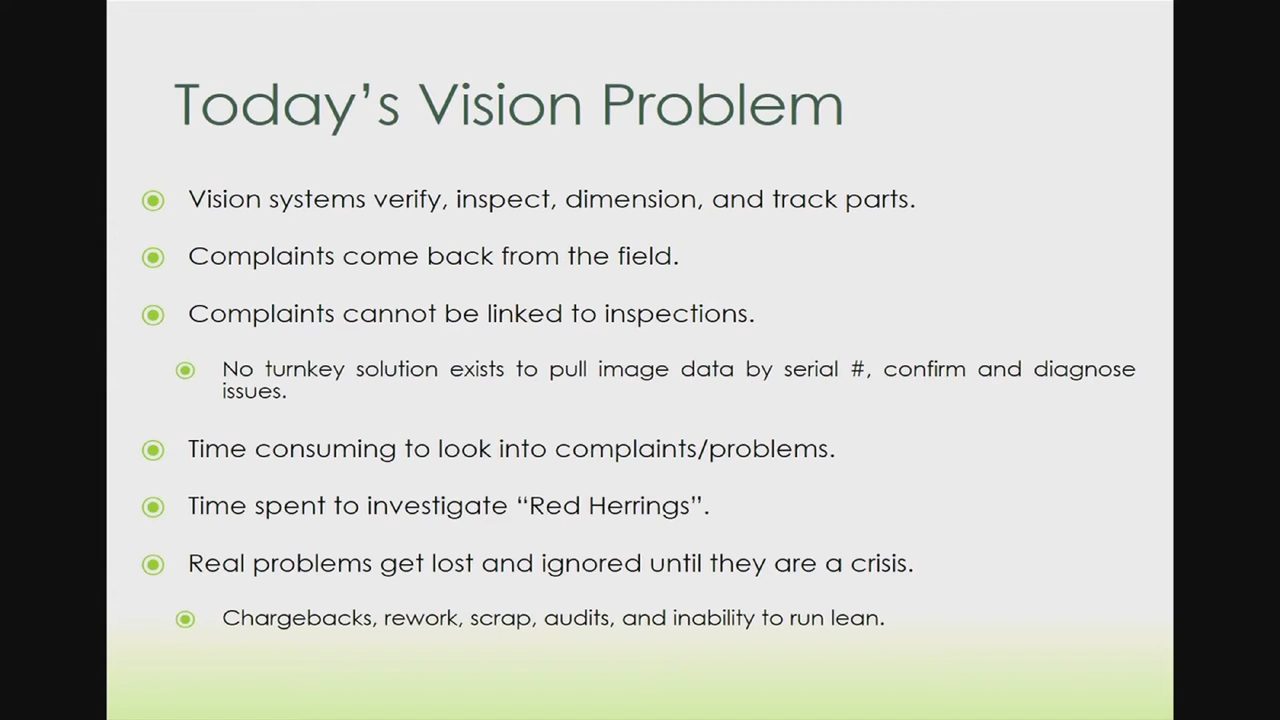 Today's Vision Problem
Vision systems verify, inspect, dimension, and track parts.
Complaints come back from the field.
Complaints cannot be linked to inspections.
No turnkey solution exists to pull image data by serial #, confirm and diagnose
issues.
Time consuming to look into complaints/problems.
Time spent to investigate “Red Herrings”.
Real problems get lost and ignored until they are a crisis.
Chargebacks, rework, scrap, audits, and inability to run lean.